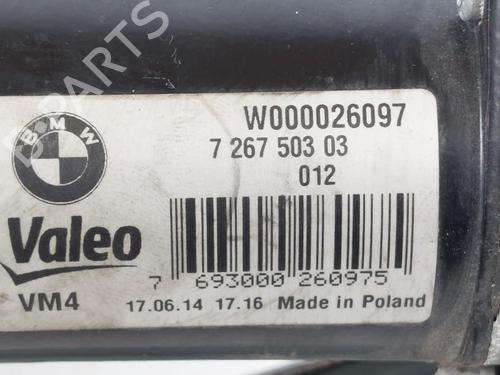 BMW
W000026097
7 267 503 03
012
Valeo
7 693000 260975
VM4
17.06.14 17.16 Made in Poland
B-PARTS